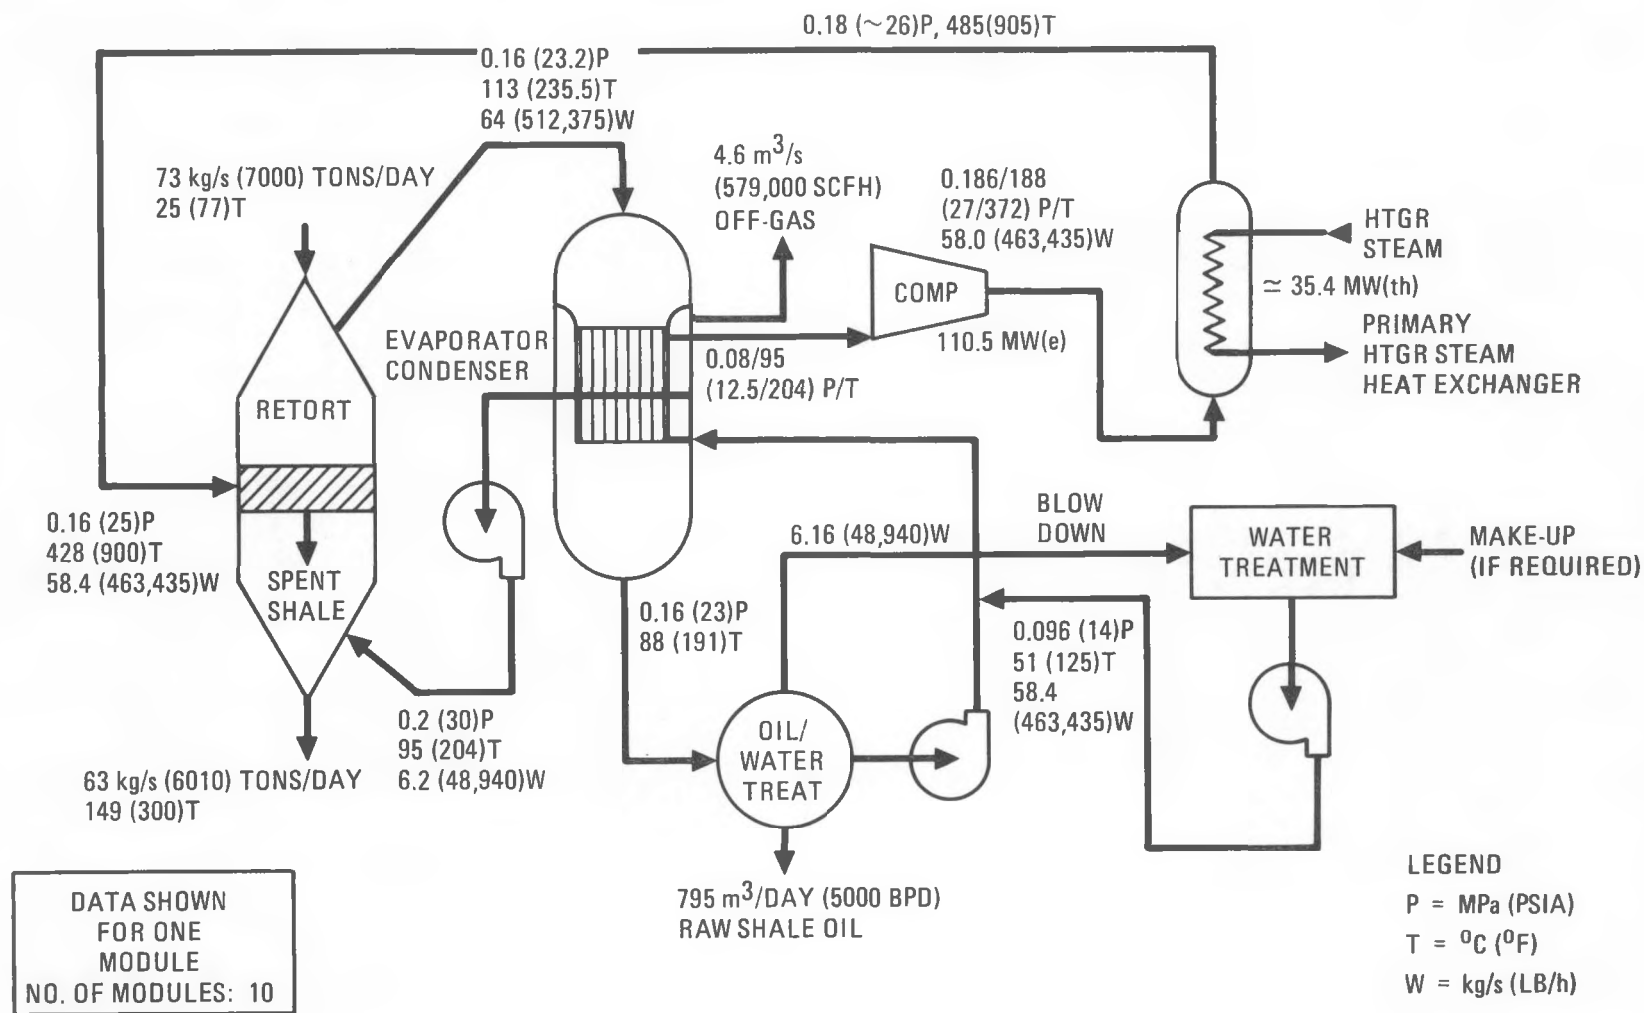 0.18 (~26)P, 485(905)T
0.16 (23.2)P
113 (235.5)T
64 (512,375)W
73 kg/s (7000) TONS/DAY
25 (77)T
4.6 m³/s
(579,000 SCFH)
OFF-GAS
0.186/188
(27/372) P/T
58.0 (463,435)W
HTGR
STEAM
≃ 35.4 MW(th)
PRIMARY
HTGR STEAM
HEAT EXCHANGER
COMP
110.5 MW(e)
EVAPORATOR
CONDENSER
0.08/95
(12.5/204) P/T
RETORT
0.16 (25)P
428 (900)T
58.4 (463,435)W
SPENT
SHALE
6.16 (48,940)W
BLOW
DOWN
WATER
TREATMENT
MAKE-UP
(IF REQUIRED)
0.16 (23)P
88 (191)T
0.096 (14)P
51 (125)T
58.4
(463,435)W
0.2 (30)P
95 (204)T
6.2 (48,940)W
OIL/
WATER
TREAT
63 kg/s (6010) TONS/DAY
149 (300)T
795 m³/DAY (5000 BPD)
RAW SHALE OIL
DATA SHOWN
FOR ONE
MODULE
NO. OF MODULES: 10
LEGEND
P = MPa (PSIA)
T = ⁰C (⁰F)
W = kg/s (LB/h)